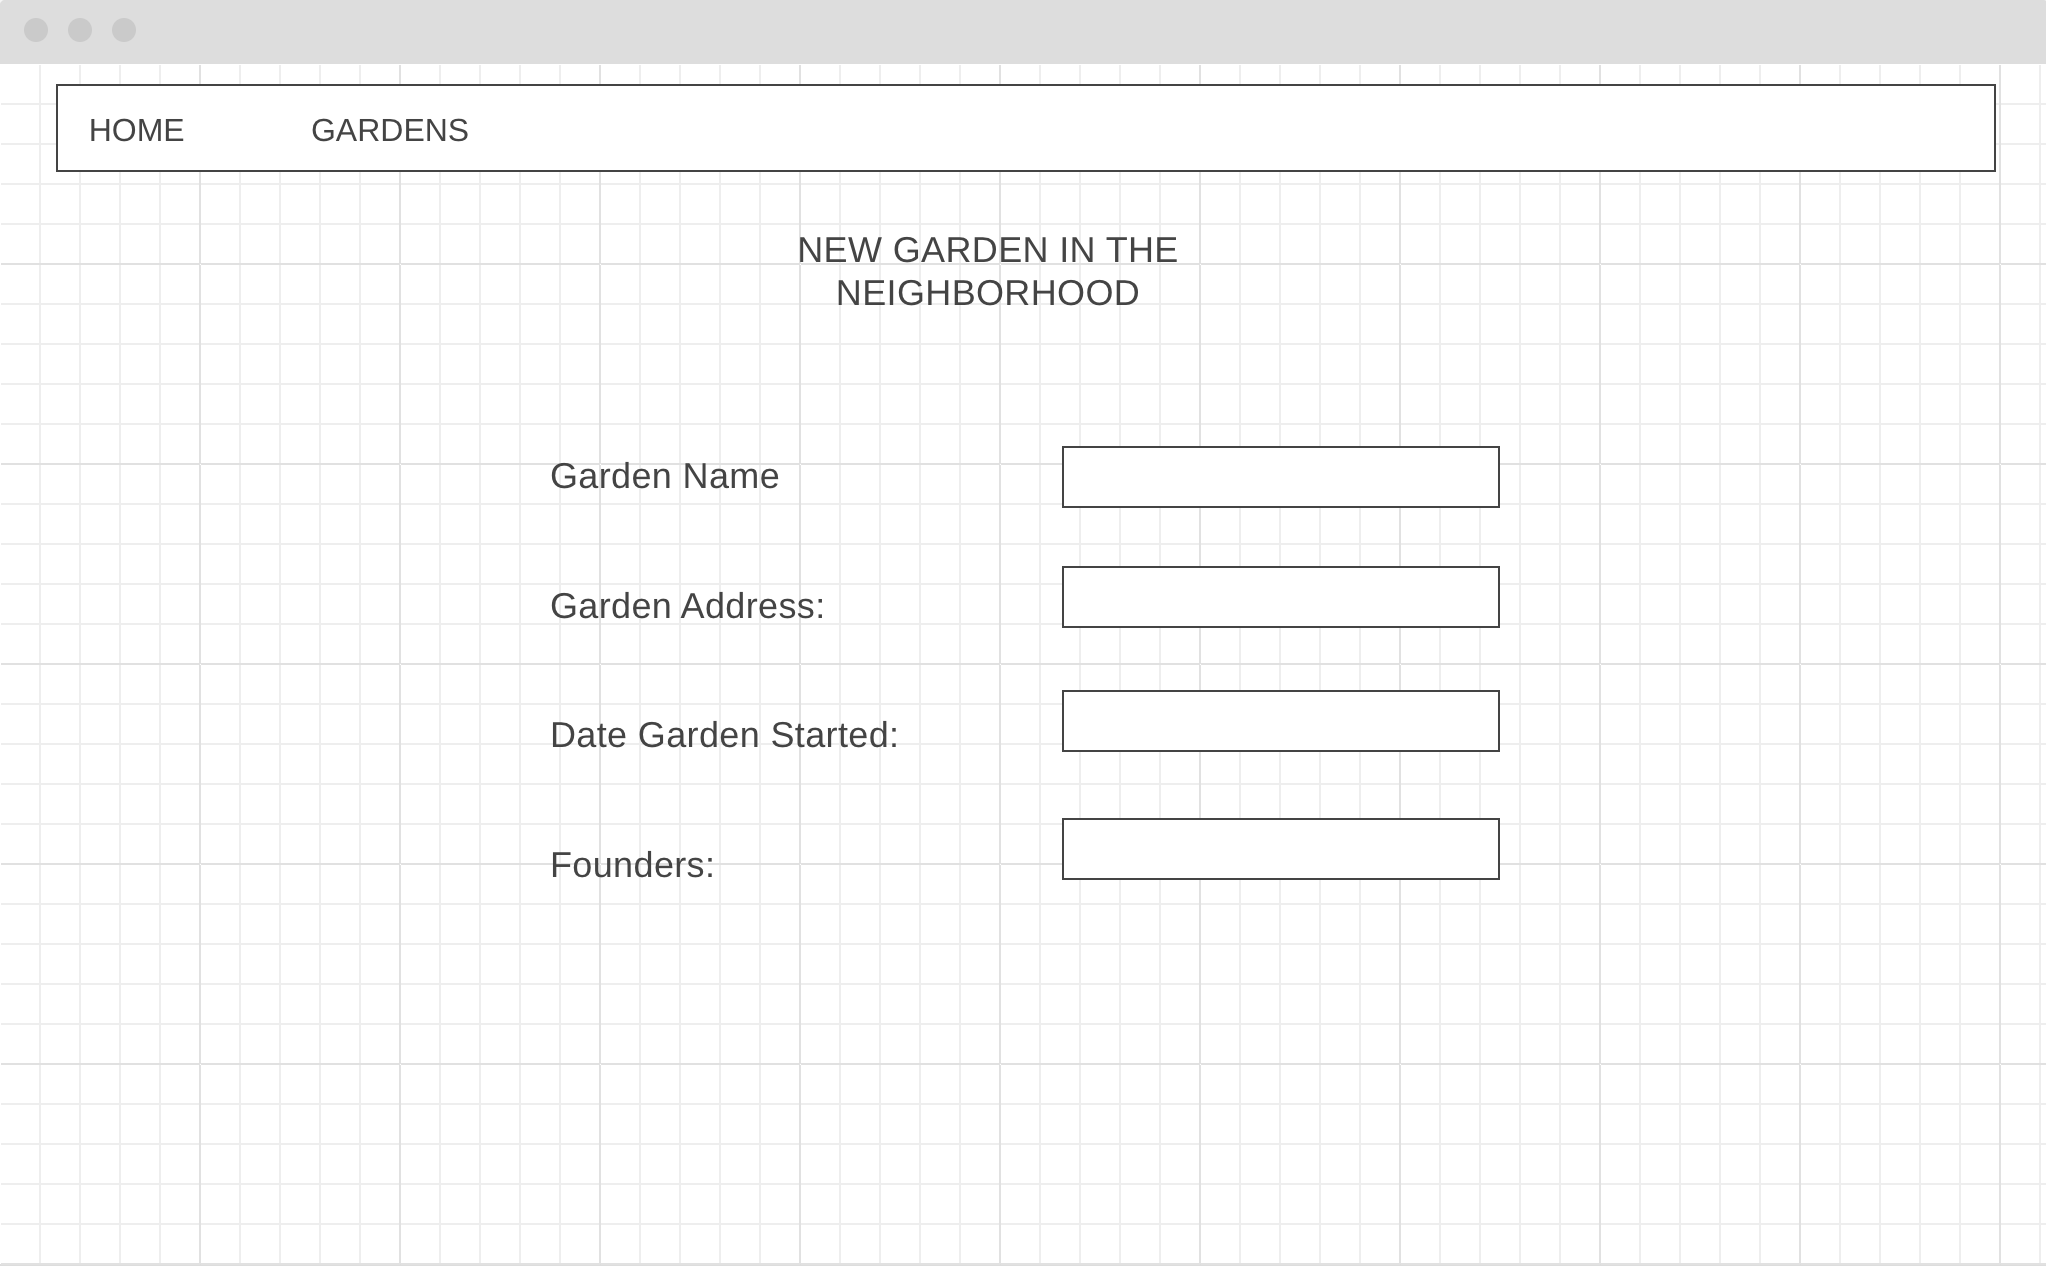 HOME GARDENS
NEW GARDEN IN THE
NEIGHBORHOOD
Garden Name
Garden Address:
Date Garden Started:
Founders: